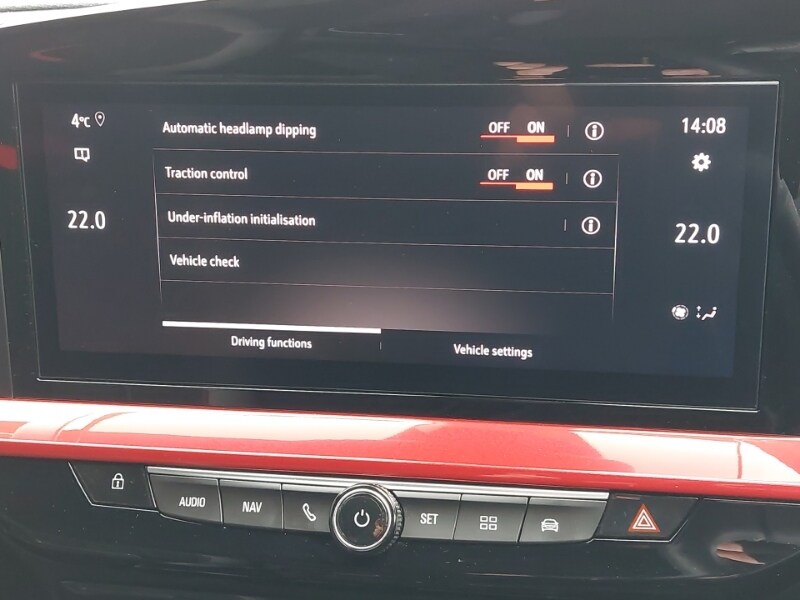 4°C
Automatic headlamp dipping OFF ON
14:08
Traction control OFF ON
22.0
Under-inflation initialisation
22.0
Vehicle check
Driving functions
Vehicle settings
AUDIO
NAV
SET